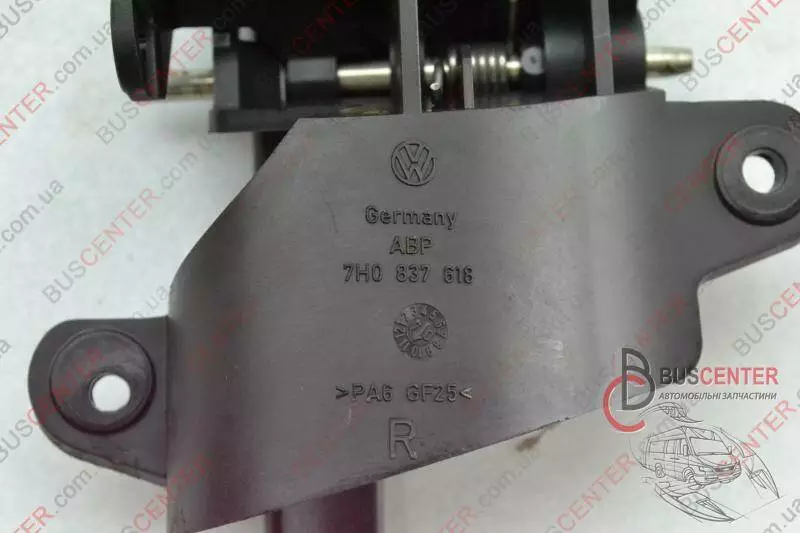 VW
Germany
ABP
7H0 837 618
>PA6 GF25<
R
BUSCENTER
АВТОМОБІЛЬНІ ЗАПЧАСТИНИ
BUSCENTER.com.ua